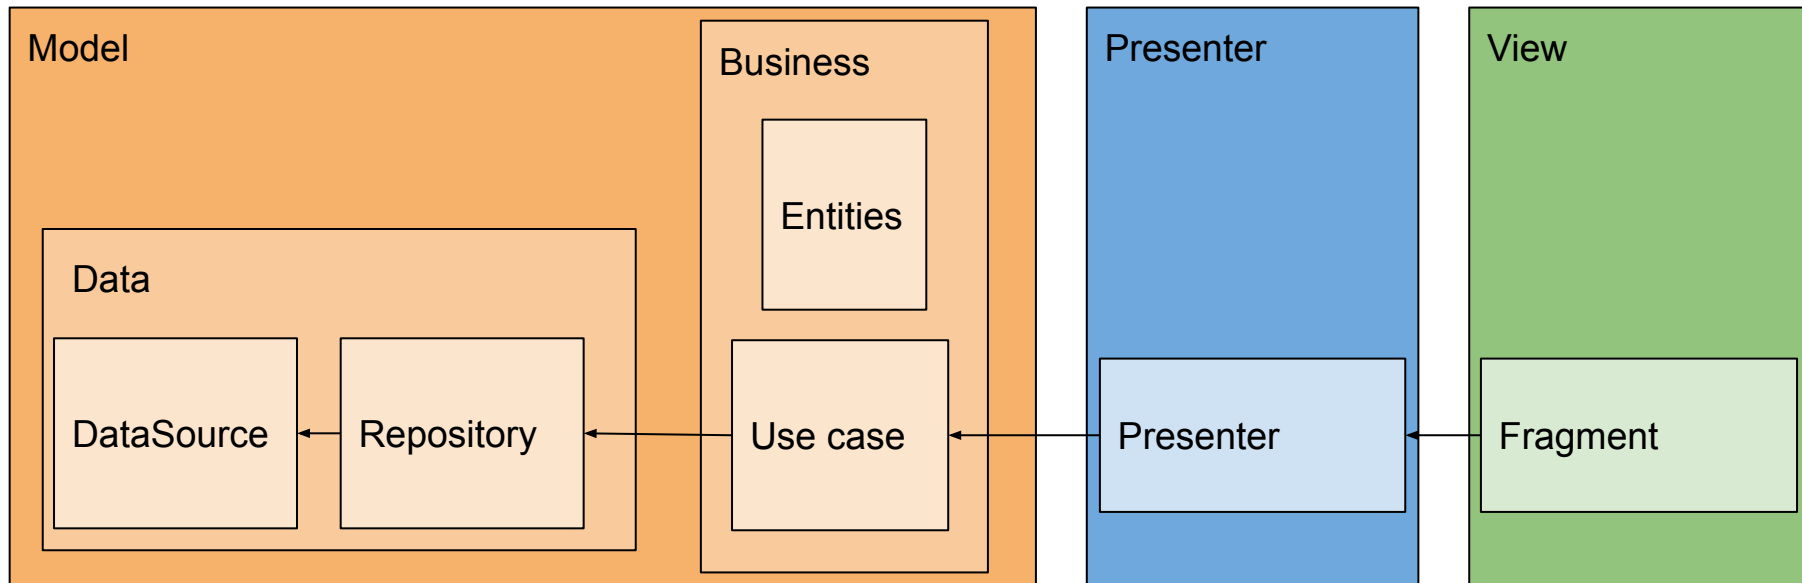 Model
Business
Presenter
View
Entities
Data
DataSource
Repository
Use case
Presenter
Fragment